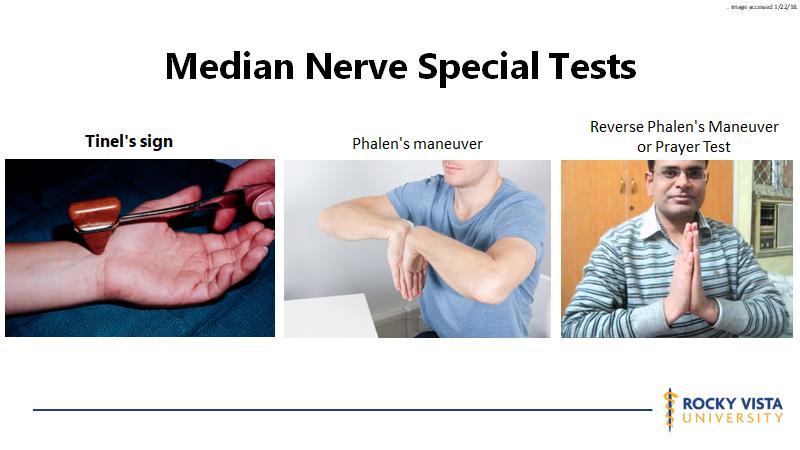 . Image accessed 1/22/18.
Median Nerve Special Tests
Tinel's sign
Phalen's maneuver
Reverse Phalen's Maneuver
or Prayer Test
ROCKY VISTA
UNIVERSITY